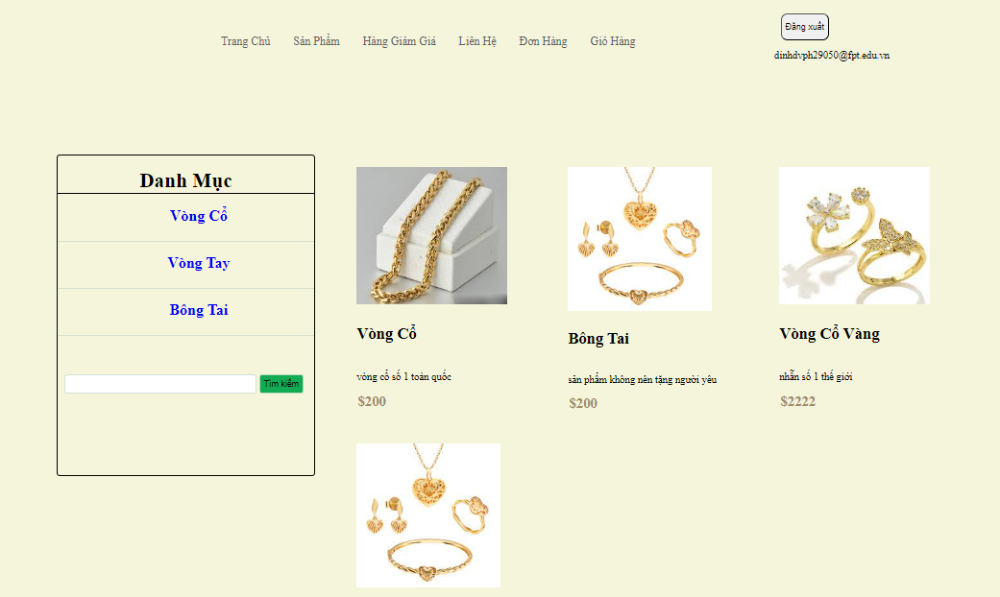 Đăng xuất
Trang Chủ Sản Phẩm Hàng Giảm Giá Liên Hệ Đơn Hàng Giỏ Hàng
dinhdvph29050@fpt.edu.vn
Danh Mục
Vòng Cổ
Vòng Tay
Bông Tai
Tìm kiếm
Vòng Cổ
vòng cổ số 1 toàn quốc
$200
Bông Tai
sản phẩm không nên tặng người yêu
$200
Vòng Cổ Vàng
nhẫn số 1 thế giới
$2222